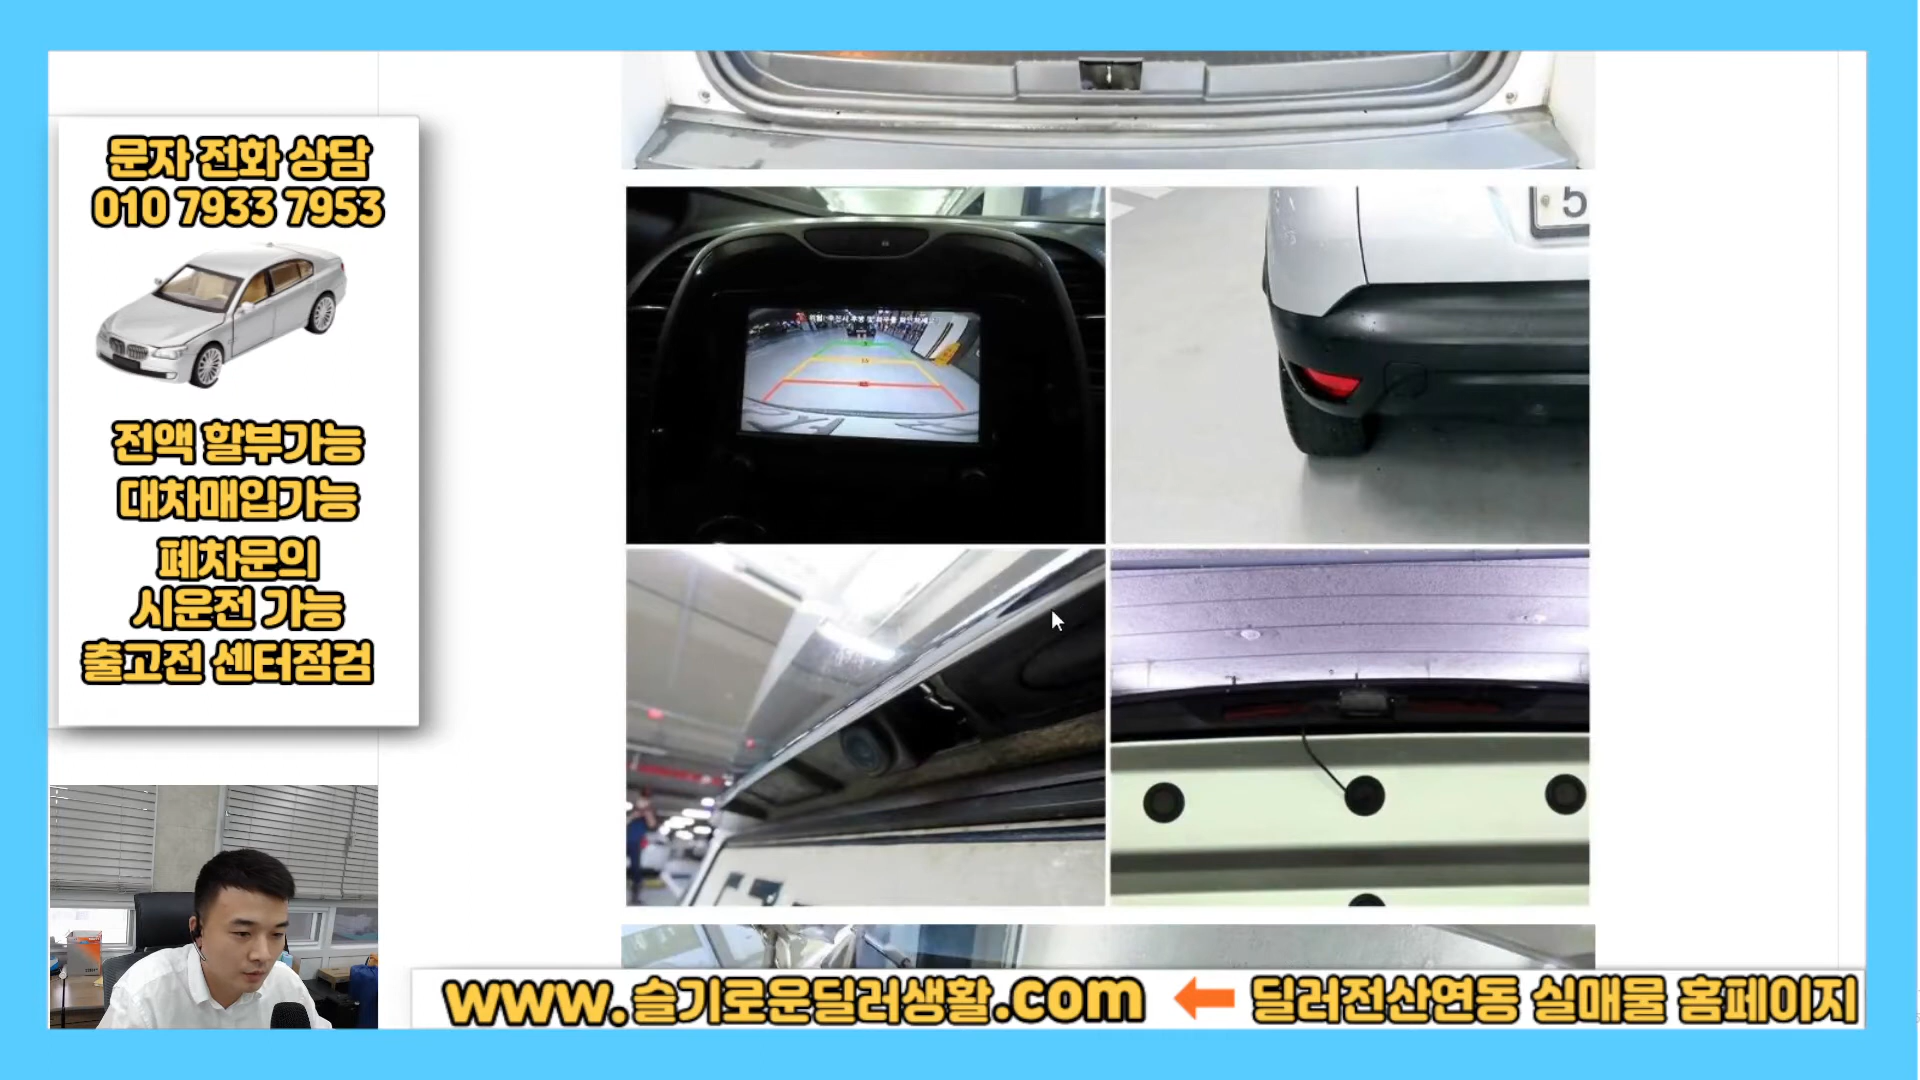 문자 전화 상담
010 7933 7953
전액 할부가능
대차매입가능
폐차문의
시운전 가능
출고전 센터점검
5
www.슬기로운딜러생활.com ← 딜러전산연동 실매물 홈페이지